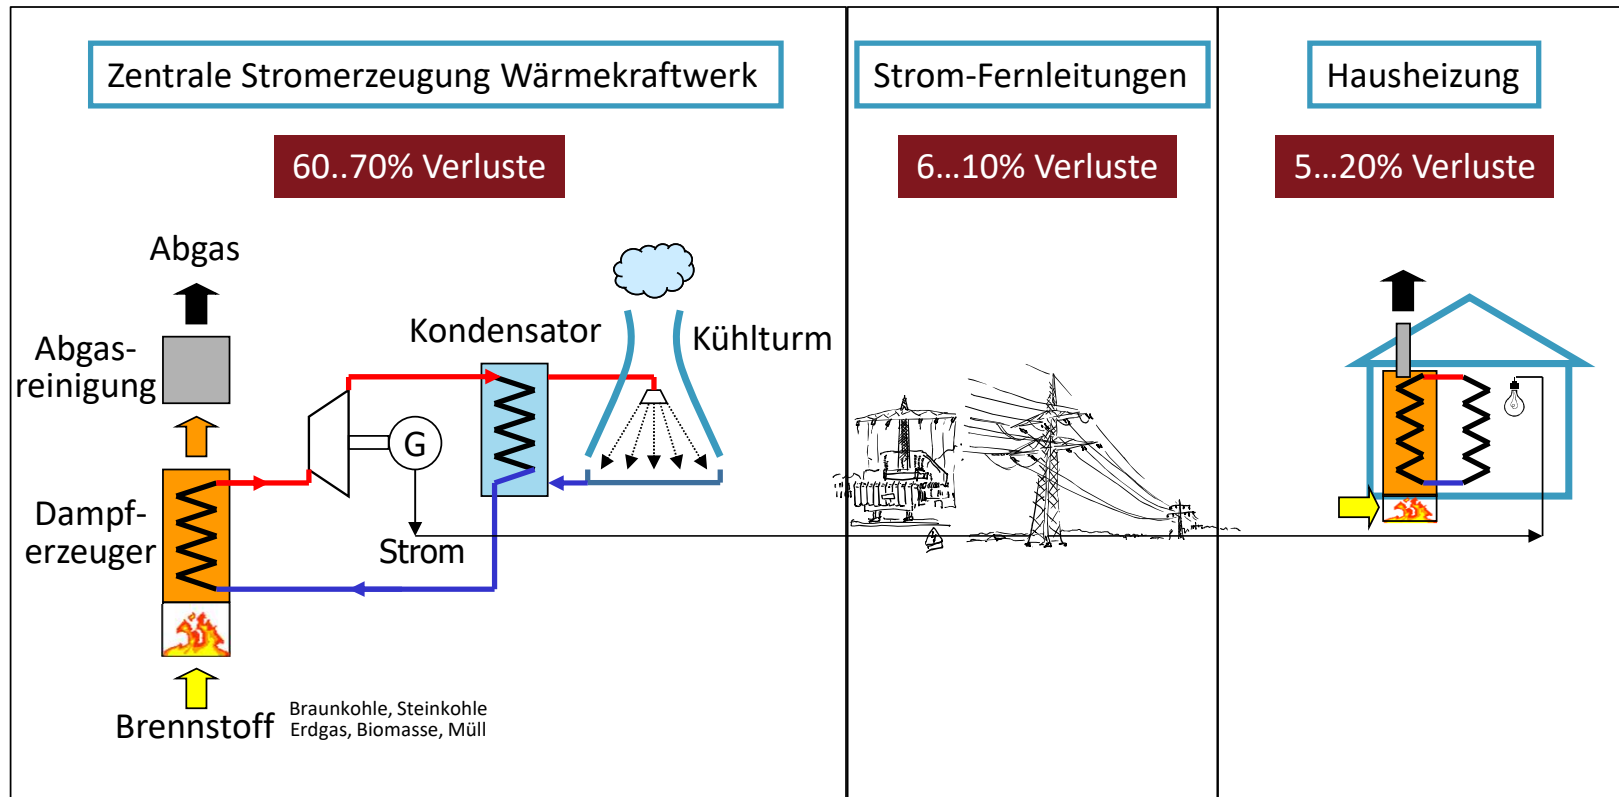 Zentrale Stromerzeugung Wärmekraftwerk
60..70% Verluste
Abgas
Abgas-
reinigung
Kondensator
Kühlturm
G
Dampf-
erzeuger
Strom
Brennstoff
Braunkohle, Steinkohle
Erdgas, Biomasse, Müll
Strom-Fernleitungen
6...10% Verluste
Hausheizung
5...20% Verluste